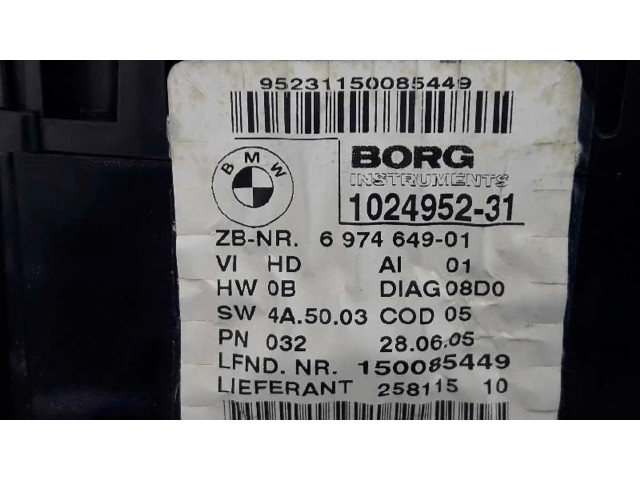 95231150085449
BMW
BORG
INSTRUMENTS
1024952-31
ZB-NR. 6 974 649-01
VI HD AI 01
HW 0B DIAG 08D0
SW 4A.50.03 COD 05
PN 032 28.06.05
LFND. NR. 150085449
LIEFERANT 258115 10